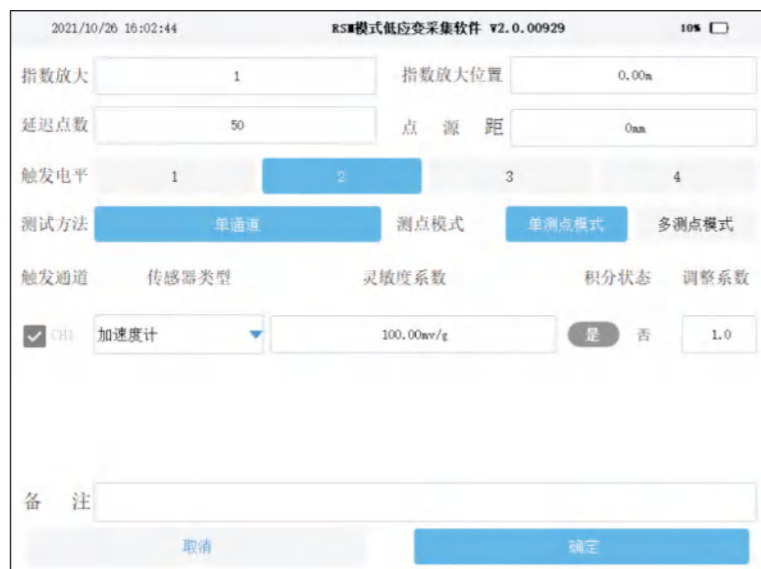 2021/10/26 16:02:44 RSM模式低应变采集软件 V2.0.00929 10%
指数放大 1 指数放大位置 0.00m
延迟点数 50 点 源 距 0mm
触发电平 1 2 3 4
测试方法 单通道 测点模式 单测点模式 多测点模式
触发通道 传感器类型 灵敏度系数 积分状态 调整系数
CH1 加速度计 100.00mv/g 是 否 1.0
备 注
取消 确定